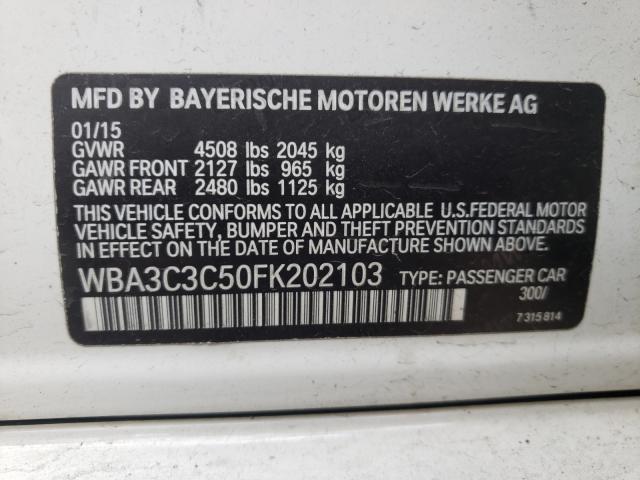 MFD BY BAYERISCHE MOTOREN WERKE AG
01/15
GVWR 4508 lbs 2045 kg
GAWR FRONT 2127 lbs 965 kg
GAWR REAR 2480 lbs 1125 kg
THIS VEHICLE CONFORMS TO ALL APPLICABLE U.S.FEDERAL MOTOR
VEHICLE SAFETY, BUMPER AND THEFT PREVENTION STANDARDS
IN EFFECT ON THE DATE OF MANUFACTURE SHOWN ABOVE.
WBA3C3C50FK202103 TYPE: PASSENGER CAR
300/
7 315 814